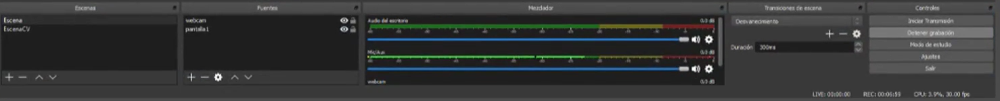 Escenas
Escena
EscenaCV
Fuentes
webcam
pantalla1
Mezclador
Audio del escritorio
0.0 dB
Mic/Aux
0.0 dB
webcam
0.0 dB
Transiciones de escena
Desvanecimiento
Duración 300ms
Controles
Iniciar Transmisión
Detener grabación
Modo de estudio
Ajustes
Salir
LIVE: 00:00:00 REC: 00:06:59 CPU: 3.9%, 30.00 fps